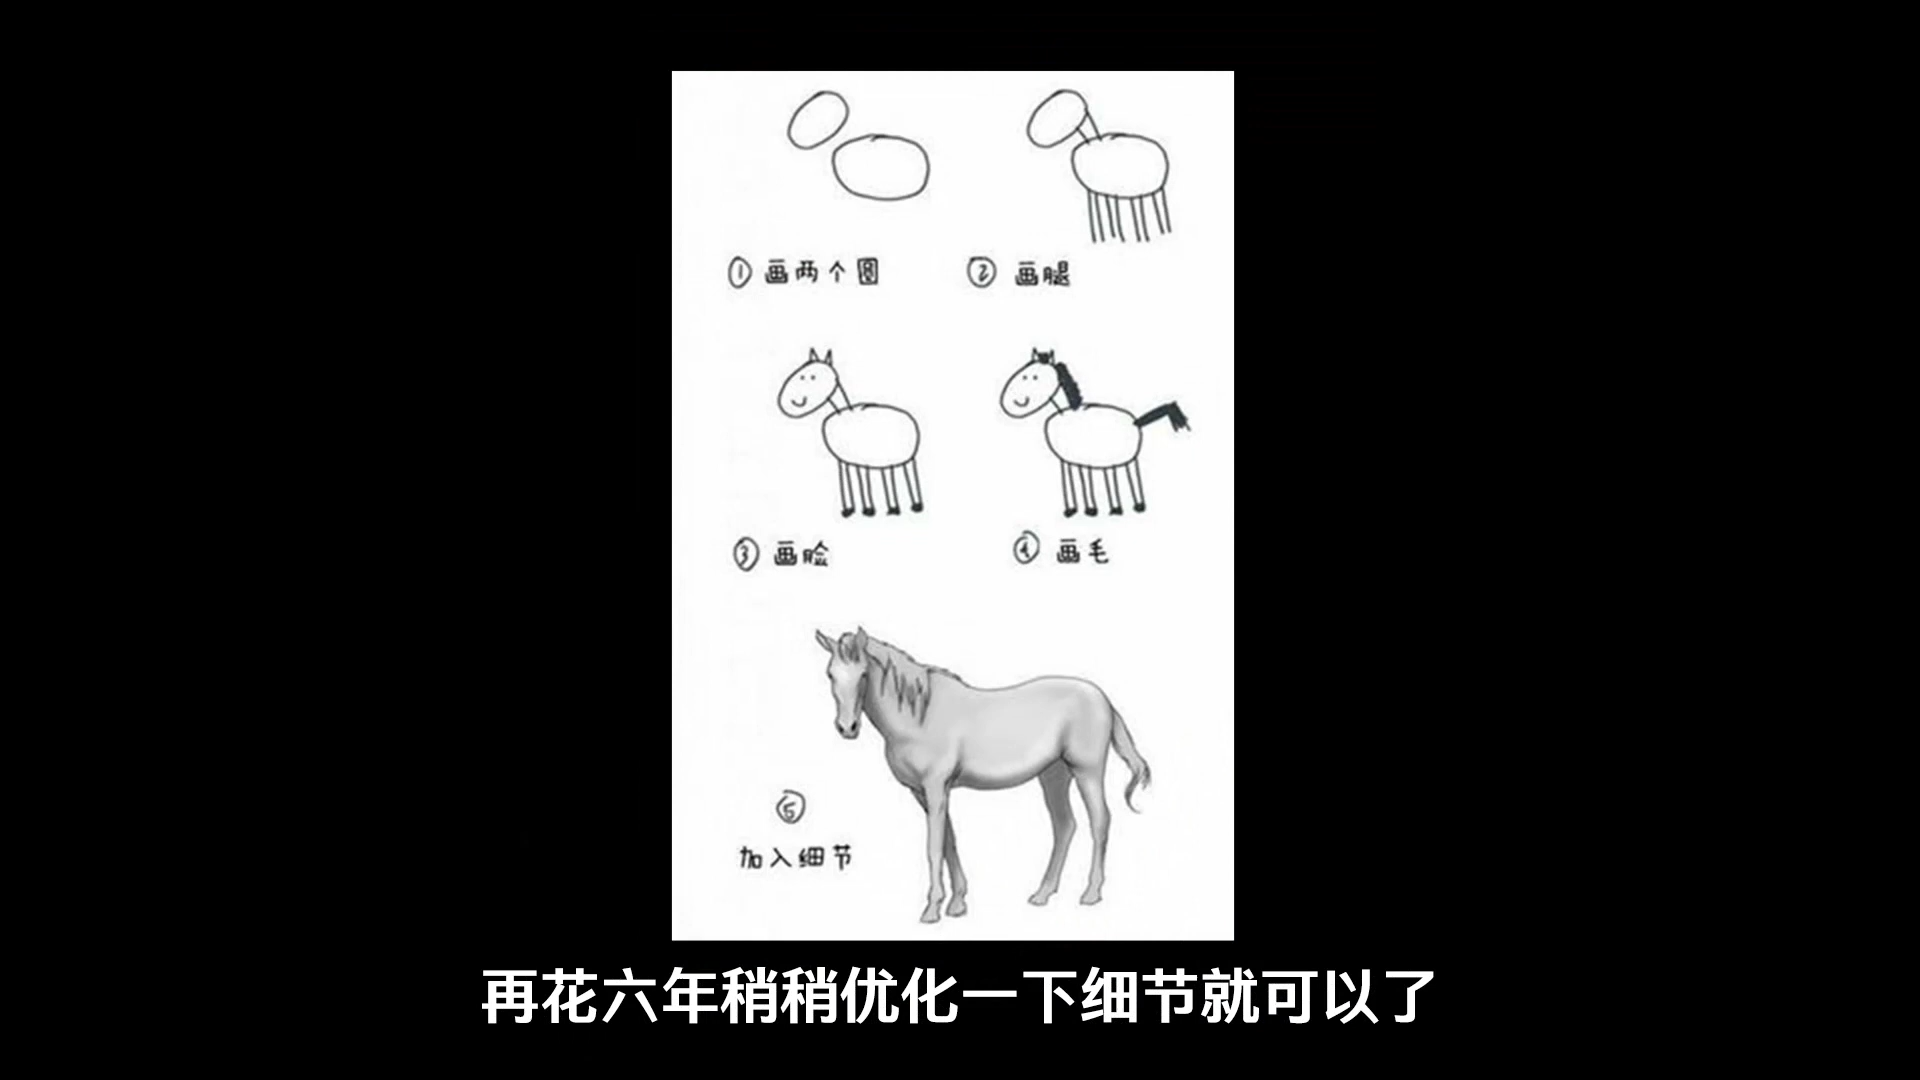 ① 画两个圆
② 画腿
③ 画脸
④ 画毛
⑤
加入细节
再花六年稍稍优化一下细节就可以了